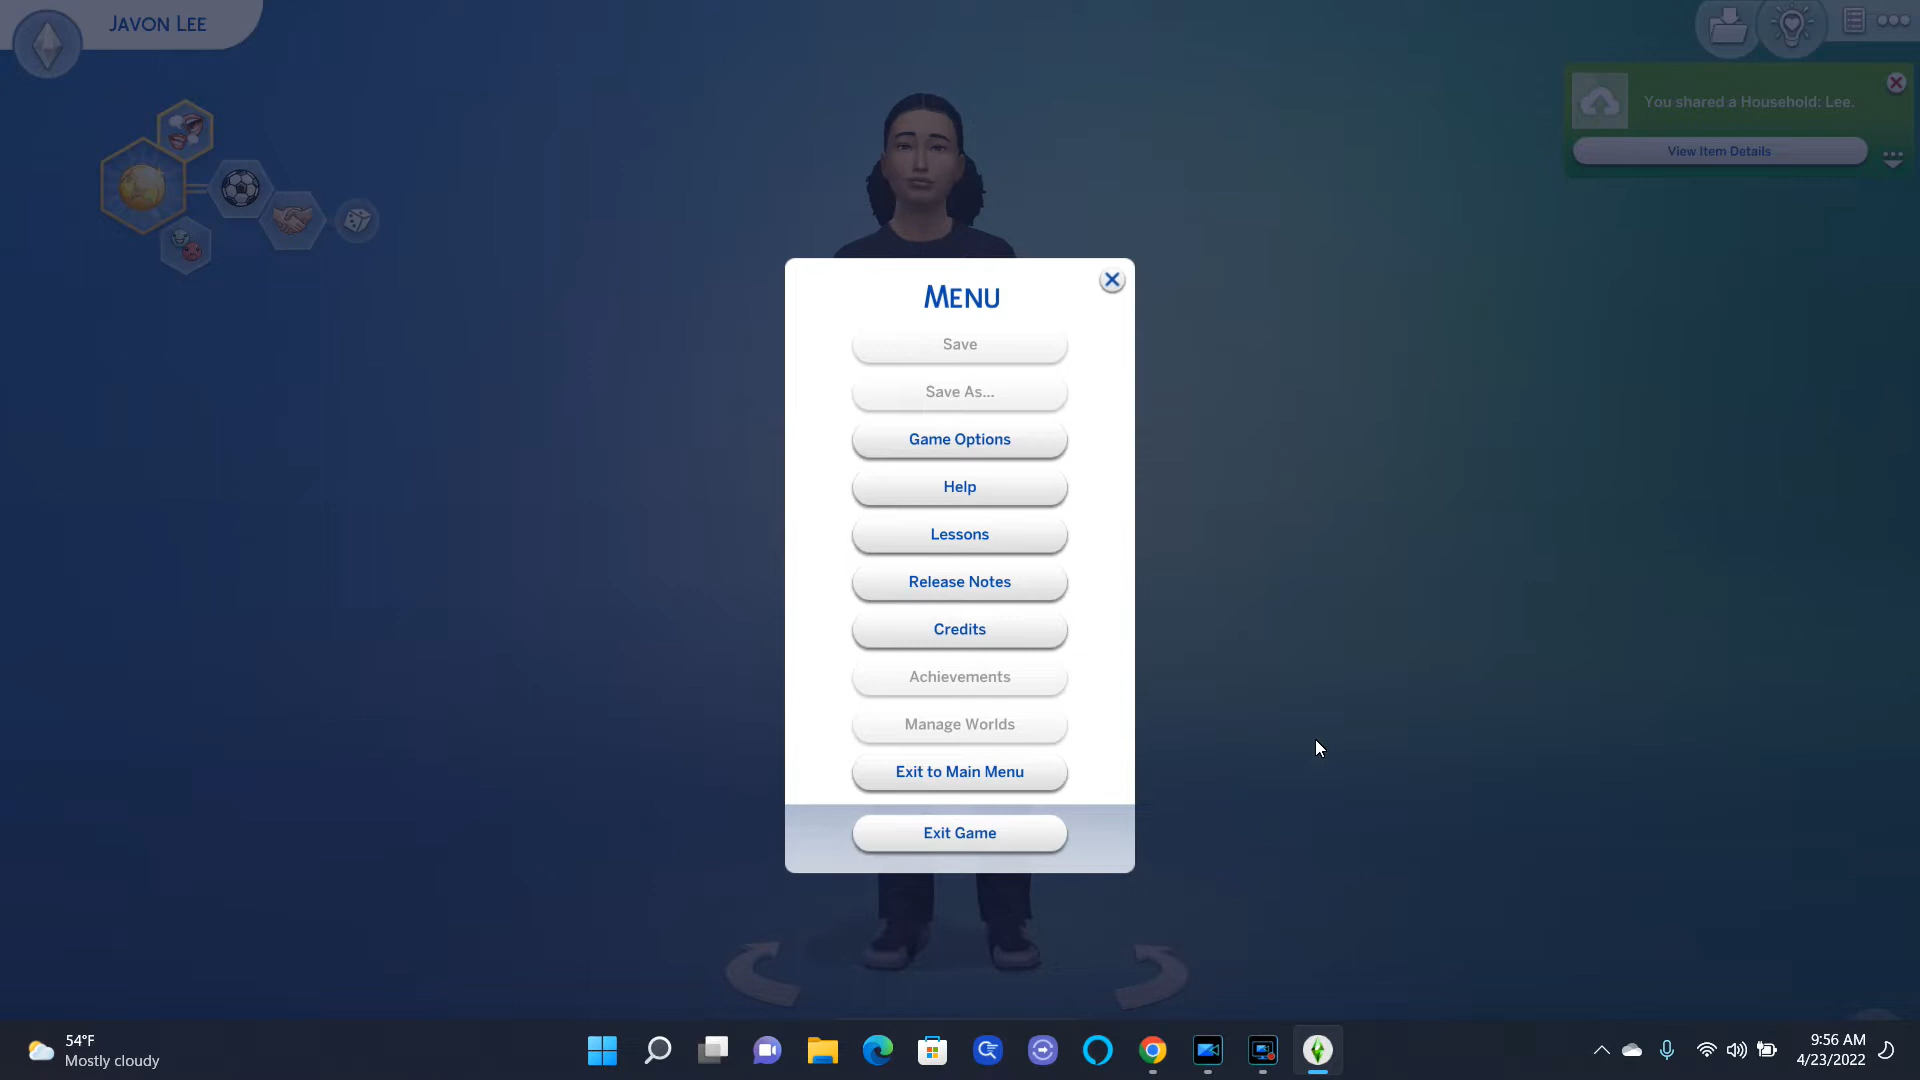 JAVON LEE
You shared a Household: Lee.
View Item Details
MENU
Save
Save As...
Game Options
Help
Lessons
Release Notes
Credits
Achievements
Manage Worlds
Exit to Main Menu
Exit Game
54°F
Mostly cloudy
9:56 AM
4/23/2022